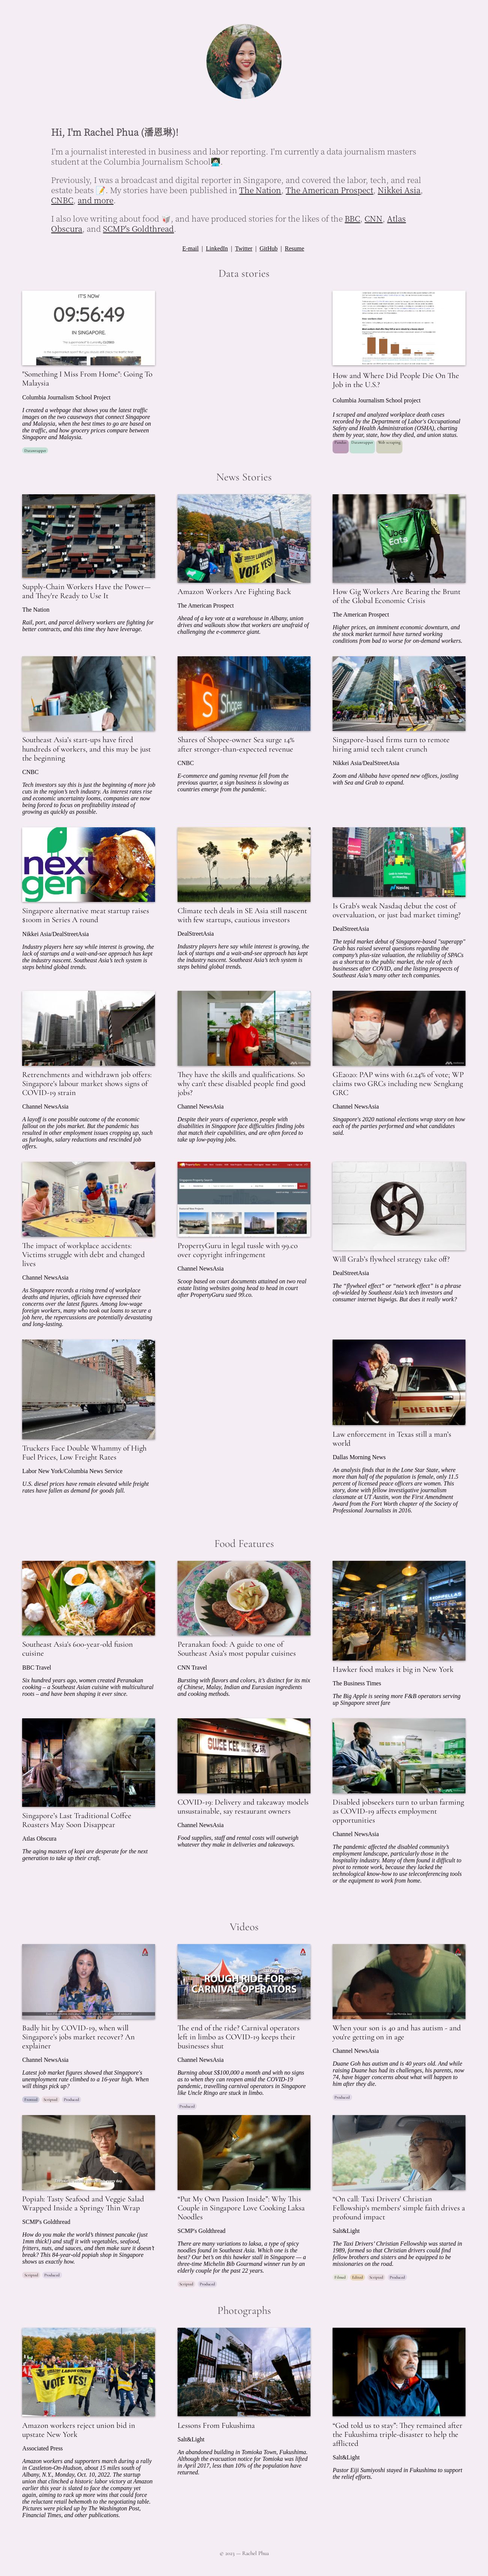 Hi, I'm Rachel Phua (潘恩琳)!
I'm a journalist interested in business and labor reporting. I'm currently a data journalism masters
student at the Columbia Journalism School
Previously, I was a broadcast and digital reporter in Singapore, and covered the labor, tech, and real
estate beats. My stories have been published in The Nation, The American Prospect, Nikkei Asia,
CNBC, and more.
I also love writing about food, and have produced stories for the likes of the BBC, CNN, Atlas
Obscura, and SCMP's Goldthread.
E-mail | LinkedIn | Twitter | GitHub | Resume
Data stories
IT'S NOW
09:56:49
IN SINGAPORE.
"Something I Miss From Home": Going To
Malaysia
Columbia Journalism School Project
I created a webpage that shows you the latest traffic
images on the two causeways that connect Singapore
and Malaysia, when the best times to go are based on
the traffic, and how grocery prices compare between
Singapore and Malaysia.
Datawrapper
How and Where Did People Die On The
Job in the U.S.?
Columbia Journalism School project
I scraped and analyzed workplace death cases
recorded by the Department of Labor's Occupational
Safety and Health Administration (OSHA), charting
them by year, state, how they died, and union status.
Pandas Datawrapper Web scraping
News Stories
Supply-Chain Workers Have the Power—
and They're Ready to Use It
The Nation
Rail, port, and parcel delivery workers are fighting for
better contracts, and this time they have leverage.
VOTE YES!
Amazon Workers Are Fighting Back
The American Prospect
Ahead of a key vote at a warehouse in Albany, union
drives and walkouts show that workers are unafraid of
challenging the e-commerce giant.
Uber
Eats
How Gig Workers Are Bearing the Brunt
of the Global Economic Crisis
The American Prospect
Higher prices, an imminent economic downturn, and
the stock market turmoil have turned working
conditions from bad to worse for on-demand workers.
Southeast Asia's start-ups have fired
hundreds of workers, and this may be just
the beginning
CNBC
Tech investors say this is just the beginning of more job
cuts in the region's tech industry. As interest rates rise
and economic uncertainty looms, companies are now
being forced to focus on profitability instead of
growing as quickly as possible.
Shopee
Shares of Shopee-owner Sea surge 14%
after stronger-than-expected revenue
CNBC
E-commerce and gaming revenue fell from the
previous quarter, a sign business is slowing as
countries emerge from the pandemic.
Singapore-based firms turn to remote
hiring amid tech talent crunch
Nikkei Asia/DealStreetAsia
Zoom and Alibaba have opened new offices, jostling
with Sea and Grab to expand.
next
gen
Singapore alternative meat startup raises
$100m in Series A round
Nikkei Asia/DealStreetAsia
Industry players here say while interest is growing, the
lack of startups and a wait-and-see approach has kept
the industry nascent. Southeast Asia's tech system is
steps behind global trends.
Climate tech deals in SE Asia still nascent
with few startups, cautious investors
DealStreetAsia
Industry players here say while interest is growing, the
lack of startups and a wait-and-see approach has kept
the industry nascent. Southeast Asia's tech system is
steps behind global trends.
Is Grab's weak Nasdaq debut the cost of
overvaluation, or just bad market timing?
DealStreetAsia
The tepid market debut of Singapore-based "superapp"
Grab has raised several questions regarding the
company's plus-size valuation, the reliability of SPACs
as a shortcut to the public market, the role of tech
businesses after COVID, and the listing prospects of
Southeast Asia's many other tech companies.
Retrenchments and withdrawn job offers:
Singapore's labour market shows signs of
COVID-19 strain
Channel NewsAsia
A layoff is one possible outcome of the economic
fallout on the jobs market. But the pandemic has
resulted in other employment issues cropping up, such
as furloughs, salary reductions and rescinded job
offers.
They have the skills and qualifications. So
why can't these disabled people find good
jobs?
Channel NewsAsia
Despite their years of experience, people with
disabilities in Singapore face difficulties finding jobs
that match their capabilities, and are often forced to
take up low-paying jobs.
GE2020: PAP wins with 61.24% of vote; WP
claims two GRCs including new Sengkang
GRC
Channel NewsAsia
Singapore's 2020 national elections wrap story on how
each of the parties performed and what candidates
said.
The impact of workplace accidents:
Victims struggle with debt and changed
lives
Channel NewsAsia
As Singapore records a rising trend of workplace
deaths and injuries, officials have expressed their
concerns over the latest figures. Among low-wage
foreign workers, many who took out loans to secure a
job here, the repercussions are potentially devastating
and long-lasting.
PropertyGuru in legal tussle with 99.co
over copyright infringement
Channel NewsAsia
Scoop based on court documents attained on two real
estate listing websites going head to head in court
after PropertyGuru sued 99.co.
Will Grab's flywheel strategy take off?
DealStreetAsia
The “flywheel effect” or “network effect” is a phrase
oft-wielded by Southeast Asia's tech investors and
consumer internet bigwigs. But does it really work?
Truckers Face Double Whammy of High
Fuel Prices, Low Freight Rates
Labor New York/Columbia News Service
U.S. diesel prices have remain elevated while freight
rates have fallen as demand for goods fall.
SHERIFF
Law enforcement in Texas still a man's
world
Dallas Morning News
An analysis finds that in the Lone Star State, where
more than half of the population is female, only 11.5
percent of licensed peace officers are women. This
story, done with fellow investigative journalism
classmate at UT Austin, won the First Amendment
Award from the Fort Worth chapter of the Society of
Professional Journalists in 2016.
Food Features
Southeast Asia's 600-year-old fusion
cuisine
BBC Travel
Six hundred years ago, women created Peranakan
cooking – a Southeast Asian cuisine with multicultural
roots – and have been shaping it ever since.
Peranakan food: A guide to one of
Southeast Asia's most popular cuisines
CNN Travel
Bursting with flavors and colors, it's distinct for its mix
of Chinese, Malay, Indian and Eurasian ingredients
and cooking methods.
Hawker food makes it big in New York
The Business Times
The Big Apple is seeing more F&B operators serving
up Singapore street fare
Singapore's Last Traditional Coffee
Roasters May Soon Disappear
Atlas Obscura
The aging masters of kopi are desperate for the next
generation to take up their craft.
GUIXEE KEE
COVID-19: Delivery and takeaway models
unsustainable, say restaurant owners
Channel NewsAsia
Food supplies, staff and rental costs will outweigh
whatever they make in deliveries and takeaways.
Disabled jobseekers turn to urban farming
as COVID-19 affects employment
opportunities
Channel NewsAsia
The pandemic affected the disabled community's
employment landscape, particularly those in the
hospitality industry. Many of them found it difficult to
pivot to remote work, because they lacked the
technological know-how to use teleconferencing tools
or the equipment to work from home.
Videos
Badly hit by COVID-19, when will
Singapore's jobs market recover? An
explainer
Channel NewsAsia
Latest job market figures showed that Singapore's
unemployment rate climbed to a 16-year high. When
will things pick up?
Scripted Produced
ROUGH RIDE FOR
CARNIVAL OPERATORS
The end of the ride? Carnival operators
left in limbo as COVID-19 keeps their
businesses shut
Channel NewsAsia
Burning about S$100,000 a month and with no signs
as to when they can reopen amid the COVID-19
pandemic, travelling carnival operators in Singapore
like Uncle Ringo are stuck in limbo.
Produced
When your son is 40 and has autism - and
you're getting on in age
Channel NewsAsia
Duane Goh has autism and is 40 years old. And while
raising Duane has had its challenges, his parents, now
74, have bigger concerns about what will happen to
him after they die.
Produced
Popiah: Tasty Seafood and Veggie Salad
Wrapped Inside a Springy Thin Wrap
SCMP's Goldthread
How do you make the world's thinnest pancake (just
1mm thick!) and stuff it with vegetables, seafood,
fritters, nuts, and sauces, and then make sure it doesn't
break? This 84-year-old popiah shop in Singapore
shows us exactly how.
Scripted Produced
“Put My Own Passion Inside”: Why This
Couple in Singapore Love Cooking Laksa
Noodles
SCMP's Goldthread
There are many variations to laksa, a type of spicy
noodles found in Southeast Asia. Which one is the
best? Our bet's on this hawker stall in Singapore — a
three-time Michelin Bib Gourmand winner run by an
elderly couple for the past 22 years.
Scripted Produced
“On call: Taxi Drivers' Christian
Fellowship's members' simple faith drives a
profound impact
Salt&Light
The Taxi Drivers' Christian Fellowship was started in
1989, formed so that Christian drivers could find
fellow brothers and sisters and be equipped to be
missionaries on the roads.
Filmed Edited Scripted Produced
Photographs
VOTE YES!
Amazon workers reject union bid in
upstate New York
Associated Press
Amazon workers and supporters march during a rally
in Castleton-On-Hudson, about 15 miles south of
Albany, N.Y., Monday, Oct. 10, 2022. The startup
union that clinched a historic labor victory at Amazon
earlier this year is slated to face the company yet
again, aiming to rack up more wins that could force
the reluctant retail behemoth to the negotiating table.
Pictures were picked up by The Washington Post,
Financial Times, and other publications.
Lessons From Fukushima
Salt&Light
An abandoned building in Tomioka Town, Fukushima.
Although the evacuation notice for Tomioka was lifted
in April 2017, less than 10% of the population have
returned.
“God told us to stay”: They remained after
the Fukushima triple-disaster to help the
afflicted
Salt&Light
Pastor Eiji Sumiyoshi stayed in Fukushima to support
the relief efforts.
© 2023 — Rachel Phua